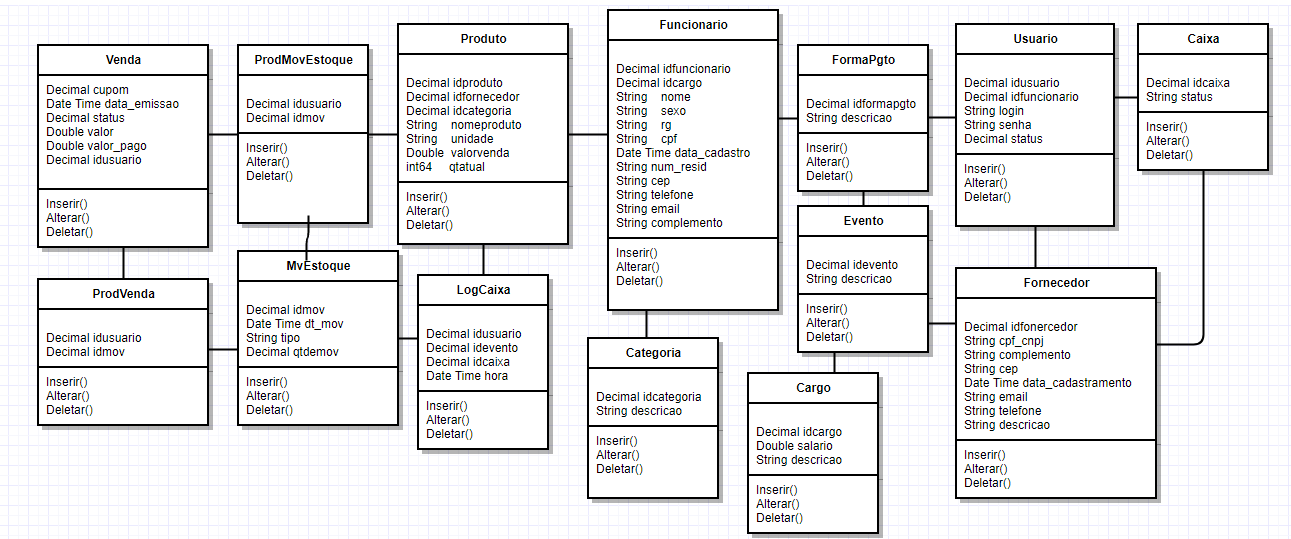 Venda
Decimal cupom
Date Time data_emissao
Decimal status
Double valor
Double valor_pago
Decimal idusuario
Inserir()
Alterar()
Deletar()
ProdMovEstoque
Decimal idusuario
Decimal idmov
Inserir()
Alterar()
Deletar()
Produto
Decimal idproduto
Decimal idfornecedor
Decimal idcategoria
String nomeproduto
String unidade
Double valorvenda
int64 qtatual
Inserir()
Alterar()
Deletar()
Funcionario
Decimal idfuncionario
Decimal idcargo
String nome
String sexo
String rg
String cpf
Date Time data_cadastro
String num_resid
String cep
String telefone
String email
String complemento
Inserir()
Alterar()
Deletar()
FormaPgto
Decimal idformapgto
String descricao
Inserir()
Alterar()
Deletar()
Usuario
Decimal idusuario
Decimal idfuncionario
String login
String senha
Decimal status
Inserir()
Alterar()
Deletar()
Caixa
Decimal idcaixa
String status
Inserir()
Alterar()
Deletar()
ProdVenda
Decimal idusuario
Decimal idmov
Inserir()
Alterar()
Deletar()
MvEstoque
Decimal idmov
Date Time dt_mov
String tipo
Decimal qtdemov
Inserir()
Alterar()
Deletar()
LogCaixa
Decimal idusuario
Decimal idevento
Decimal idcaixa
Date Time hora
Inserir()
Alterar()
Deletar()
Categoria
Decimal idcategoria
String descricao
Inserir()
Alterar()
Deletar()
Evento
Decimal idevento
String descricao
Inserir()
Alterar()
Deletar()
Cargo
Decimal idcargo
Double salario
String descricao
Inserir()
Alterar()
Deletar()
Fornecedor
Decimal idfonercedor
String cpf_cnpj
String complemento
String cep
Date Time data_cadastramento
String email
String telefone
String descricao
Inserir()
Alterar()
Deletar()